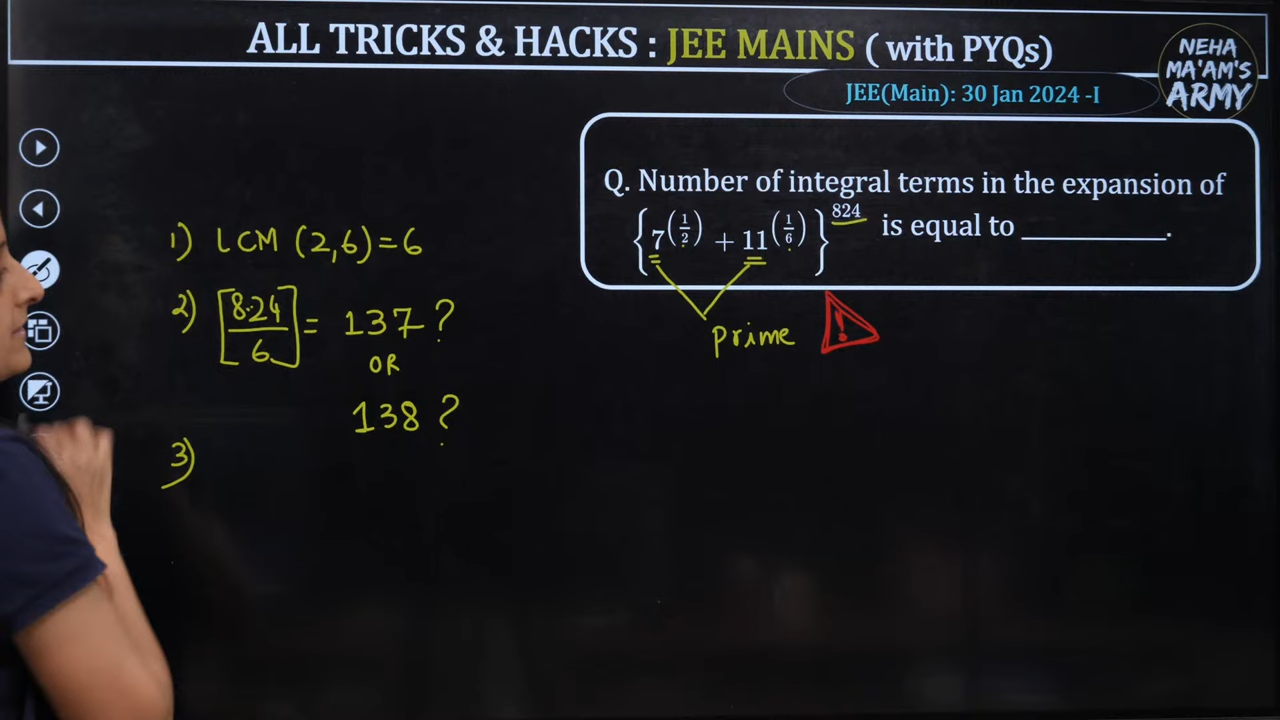 ALL TRICKS & HACKS : JEE MAINS ( with PYQs)
NEHA
MA'AM'S
ARMY
JEE(Main): 30 Jan 2024 -I
Q. Number of integral terms in the expansion of
{7^(1/2) + 11^(1/6)}^824 is equal to __________.
Prime !
1) LCM (2,6)=6
2) [824/6] = 137 ?
OR
138 ?
3)